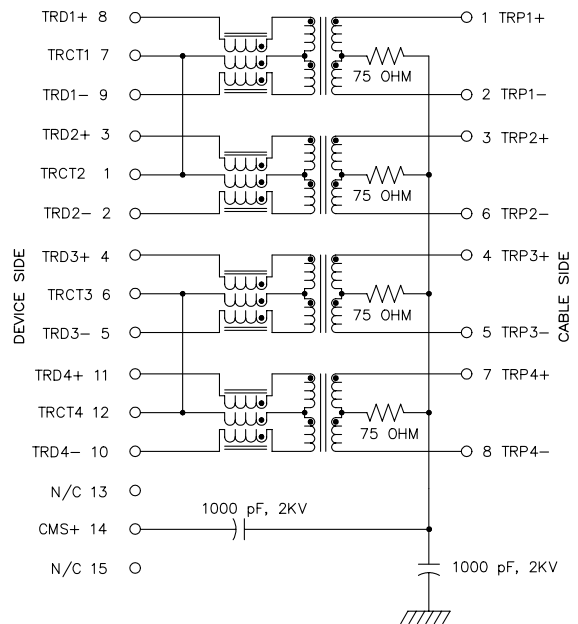 TRD1+ 8
1 TRP1+
TRCT1 7
75 OHM
TRD1- 9
2 TRP1-
TRD2+ 3
3 TRP2+
TRCT2 1
75 OHM
TRD2- 2
6 TRP2-
TRD3+ 4
4 TRP3+
TRCT3 6
75 OHM
TRD3- 5
5 TRP3-
DEVICE SIDE
CABLE SIDE
TRD4+ 11
7 TRP4+
TRCT4 12
75 OHM
TRD4- 10
8 TRP4-
N/C 13
1000 pF, 2KV
CMS+ 14
N/C 15
1000 pF, 2KV